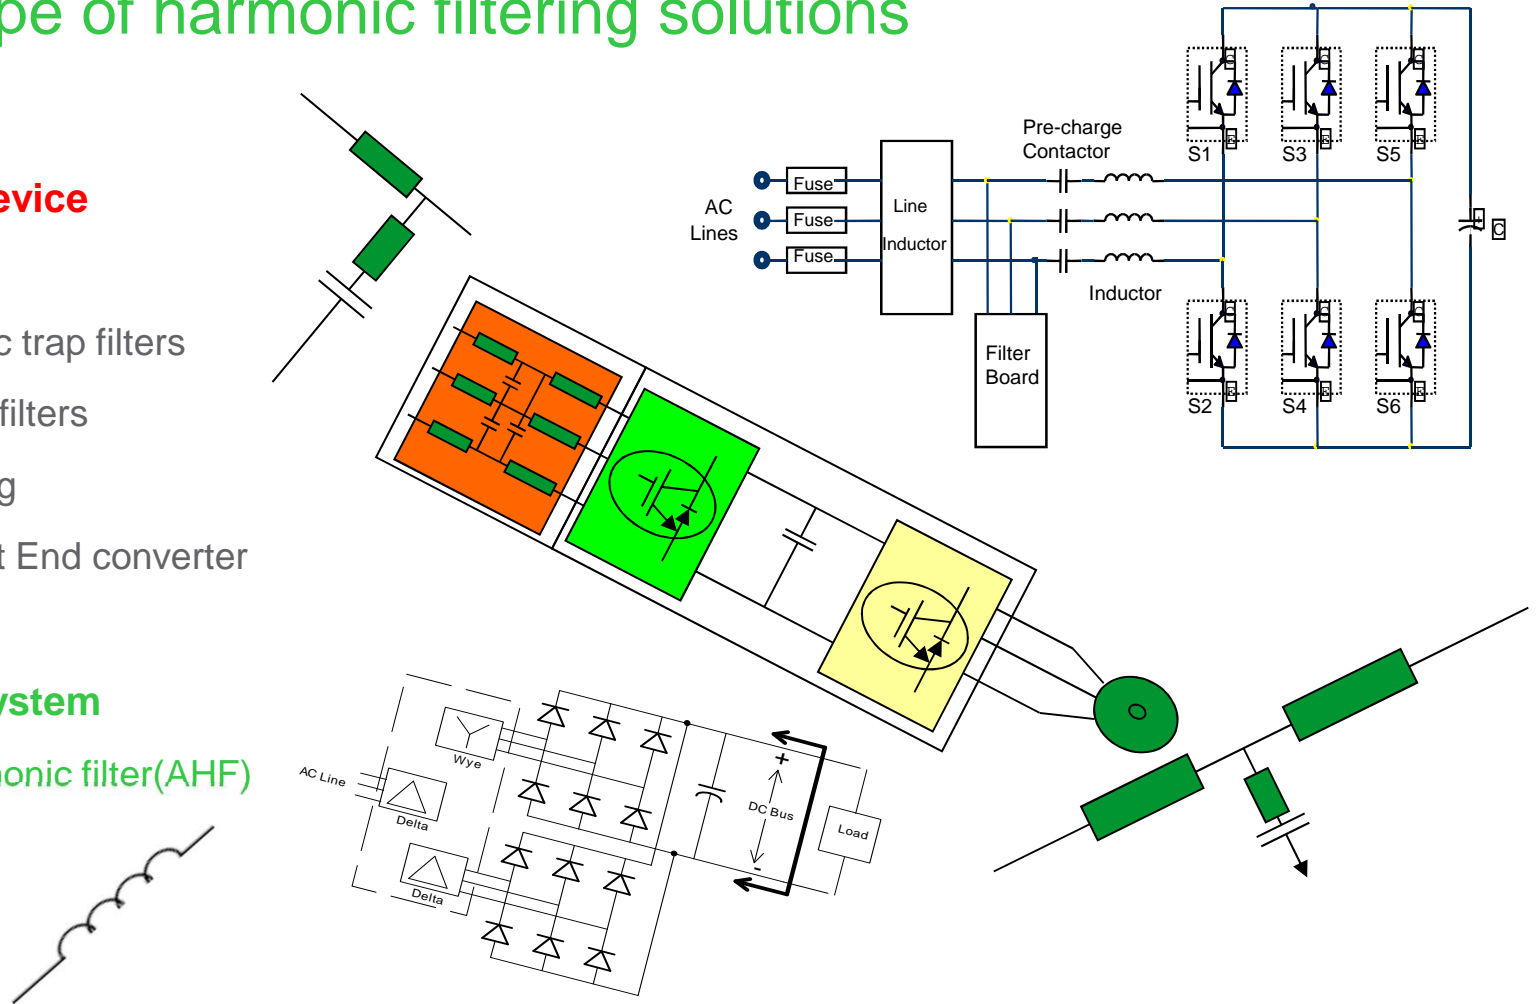 pe of harmonic filtering solutions
evice
c trap filters
filters
g
t End converter
ystem
onic filter(AHF)
AC
Lines
Fuse
Fuse
Fuse
Line
Inductor
Pre-charge
Contactor
Inductor
Filter
Board
S1
S3
S5
S2
S4
S6
C
E
C
E
C
E
C
E
C
E
C
E
+
C
AC Line
Wye
Delta
Delta
+
DC Bus
-
Load